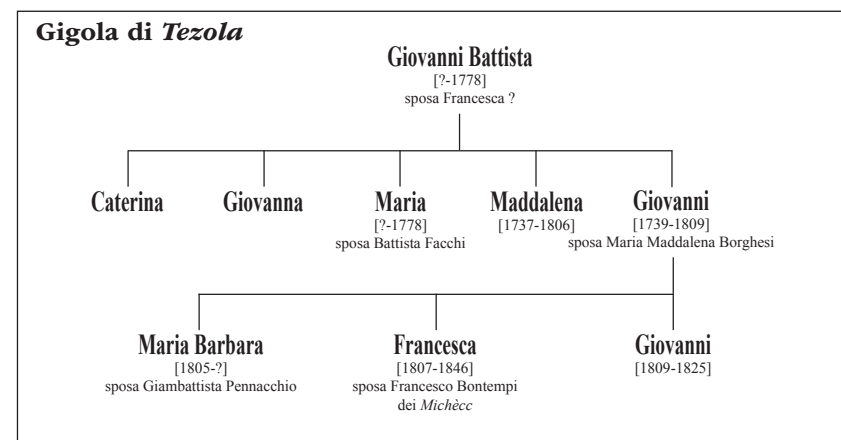 Gigola di Tezola
Giovanni Battista
[?-1778]
sposa Francesca ?
Caterina
Giovanna
Maria
[?-1778]
sposa Battista Facchi
Maddalena
[1737-1806]
Giovanni
[1739-1809]
sposa Maria Maddalena Borghesi
Maria Barbara
[1805-?]
sposa Giambattista Pennacchio
Francesca
[1807-1846]
sposa Francesco Bontempi
dei Michècc
Giovanni
[1809-1825]